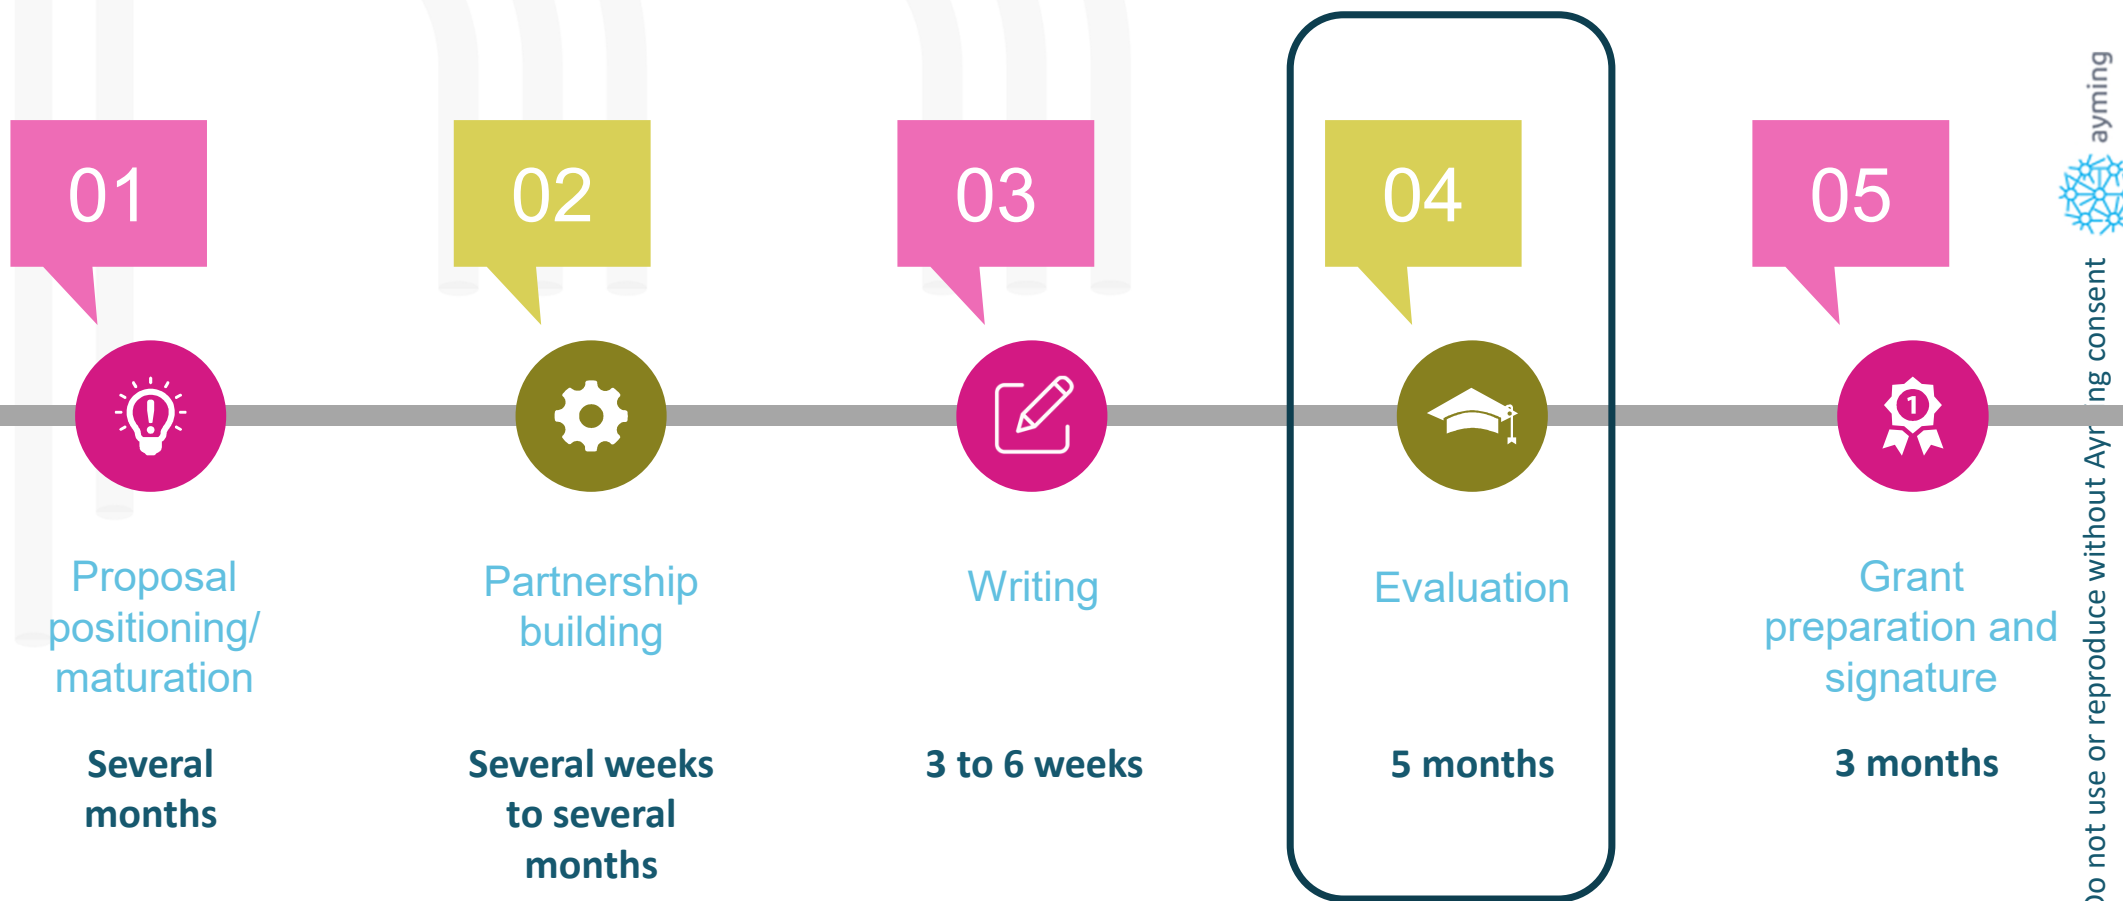 01
02
03
04
05
1
Proposal
positioning/
maturation
Partnership
building
Writing
Evaluation
Grant
preparation and
signature
Several
months
Several weeks
to several
months
3 to 6 weeks
5 months
3 months
not use or reproduce without Ay ng consent
ayming